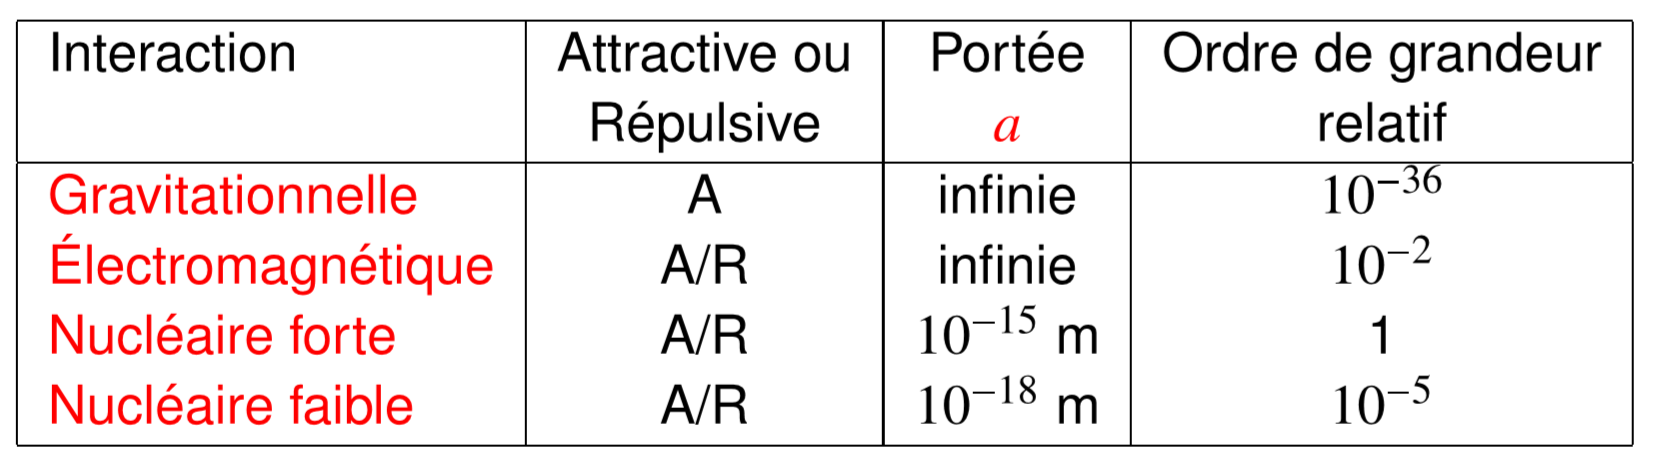 Interaction Attractive ou Portée Ordre de grandeur
Répulsive a relatif
Gravitationnelle A infinie 10⁻³⁶
Électromagnétique A/R infinie 10⁻²
Nucléaire forte A/R 10⁻¹⁵ m 1
Nucléaire faible A/R 10⁻¹⁸ m 10⁻⁵